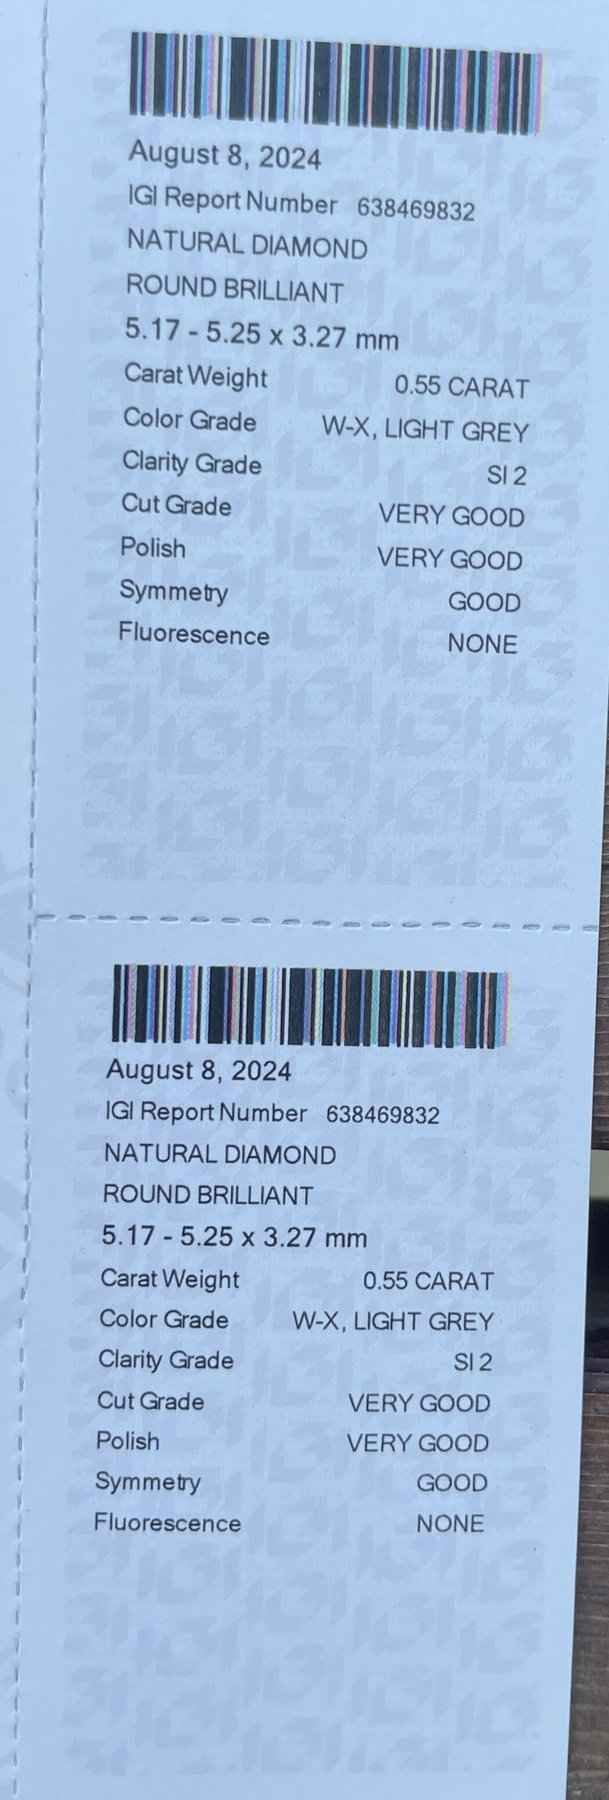 August 8, 2024
IGI Report Number 638469832
NATURAL DIAMOND
ROUND BRILLIANT
5.17 - 5.25 x 3.27 mm
Carat Weight 0.55 CARAT
Color Grade W-X, LIGHT GREY
Clarity Grade SI 2
Cut Grade VERY GOOD
Polish VERY GOOD
Symmetry GOOD
Fluorescence NONE
August 8, 2024
IGI Report Number 638469832
NATURAL DIAMOND
ROUND BRILLIANT
5.17 - 5.25 x 3.27 mm
Carat Weight 0.55 CARAT
Color Grade W-X, LIGHT GREY
Clarity Grade SI 2
Cut Grade VERY GOOD
Polish VERY GOOD
Symmetry GOOD
Fluorescence NONE